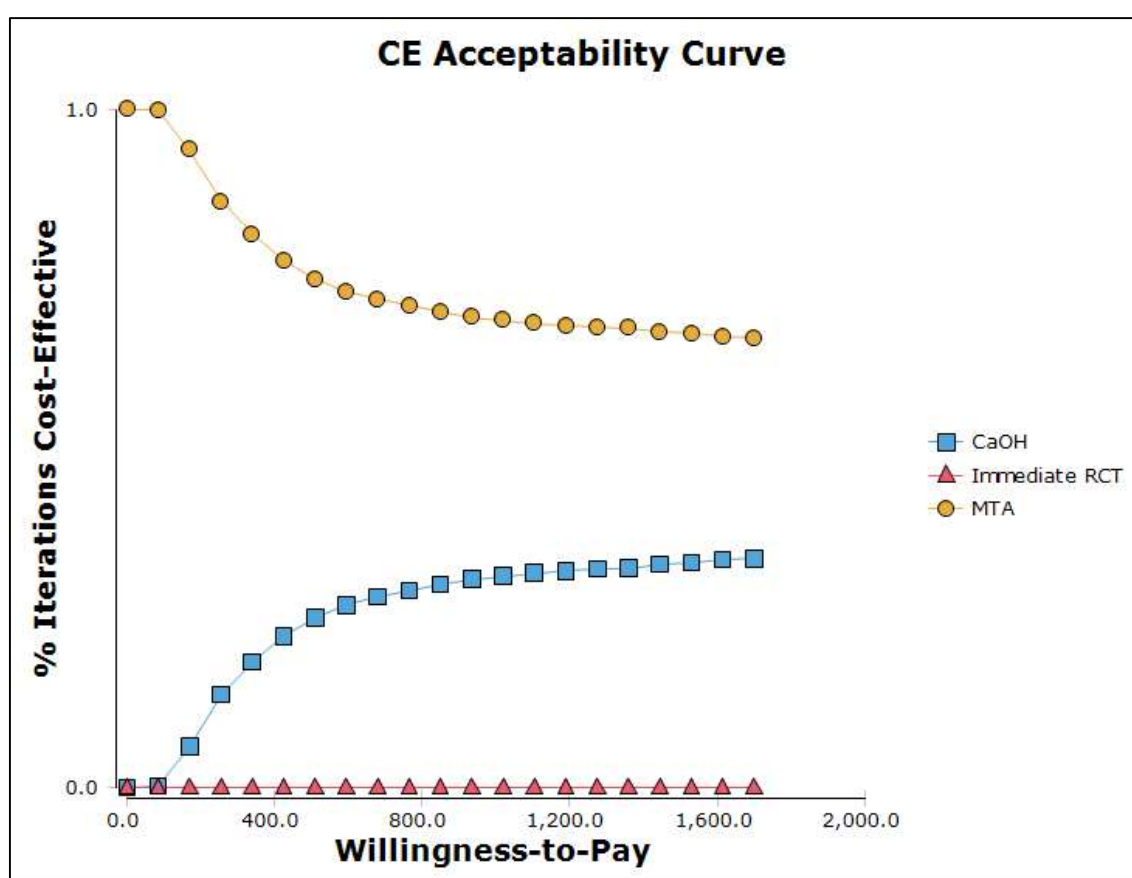 CE Acceptability Curve
1.0
% Iterations Cost-Effective
CaOH
Immediate RCT
MTA
0.0
0.0 400.0 800.0 1,200.0 1,600.0 2,000.0
Willingness-to-Pay